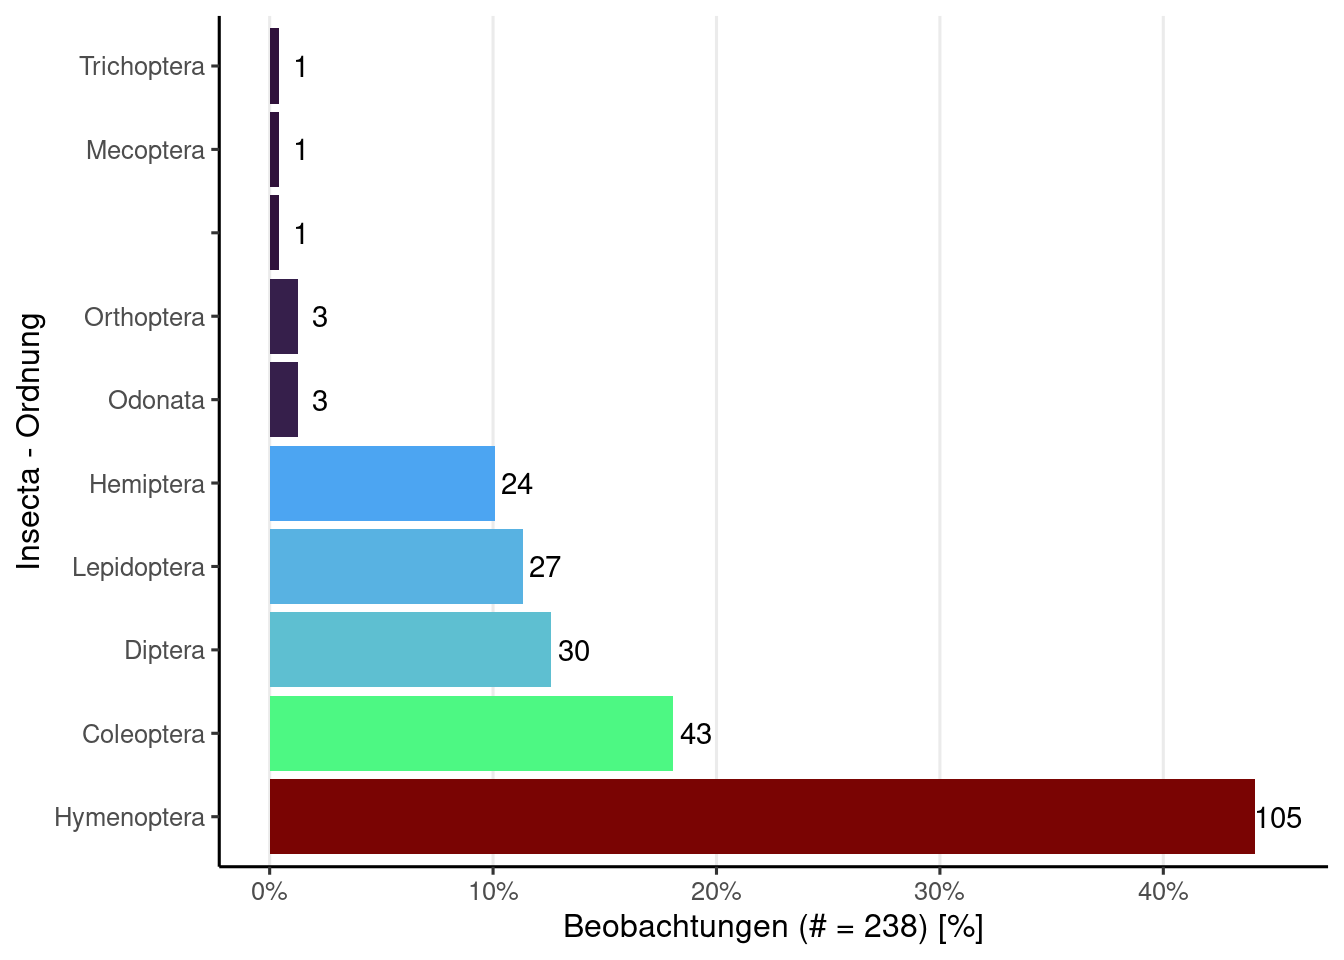 Insecta - Ordnung
Trichoptera 1
Mecoptera 1
1
Orthoptera 3
Odonata 3
Hemiptera 24
Lepidoptera 27
Diptera 30
Coleoptera 43
Hymenoptera 105
0% 10% 20% 30% 40%
Beobachtungen (# = 238) [%]